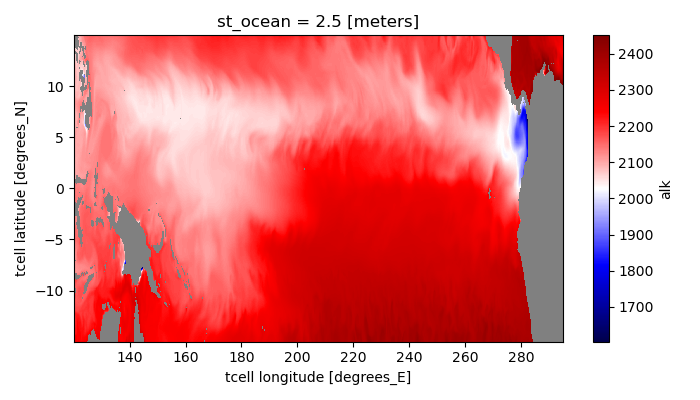 st_ocean = 2.5 [meters]
tcell latitude [degrees_N]
10
5
0
−5
−10
140 160 180 200 220 240 260 280
tcell longitude [degrees_E]
2400
2300
2200
2100
2000
1900
1800
1700
alk